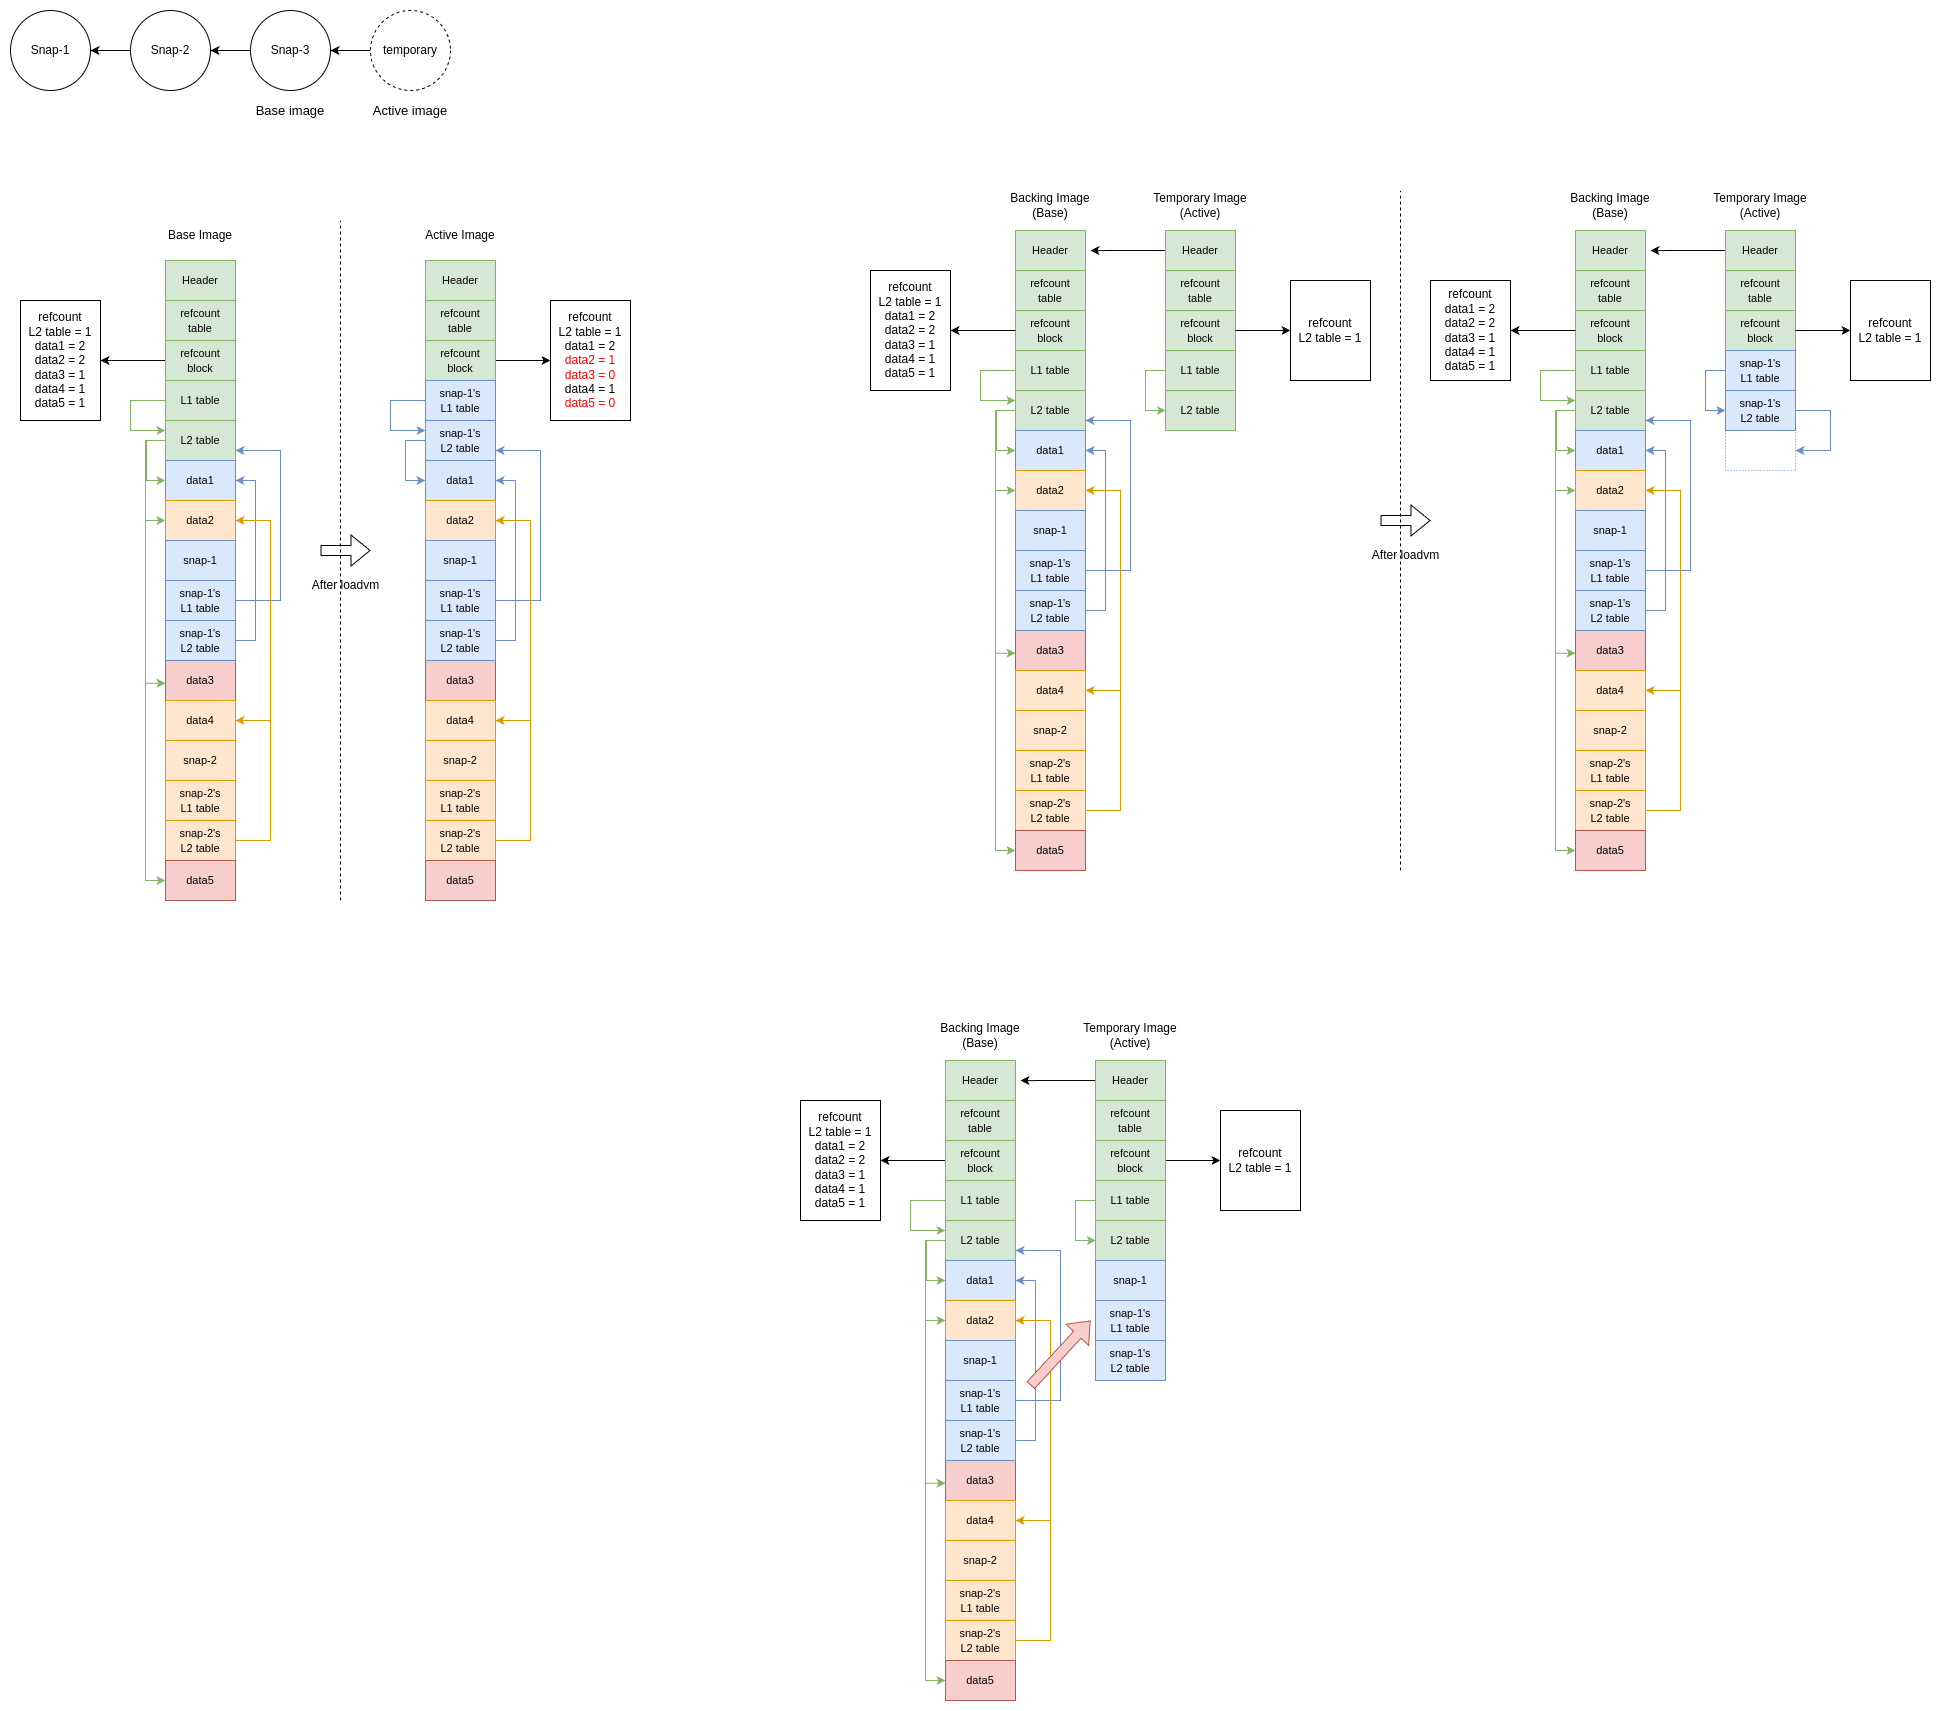 Snap-1
Snap-2
Snap-3
temporary
Base image
Active image
Base Image
Active Image
refcount
L2 table = 1
data1 = 2
data2 = 2
data3 = 1
data4 = 1
data5 = 1
Header
refcount
table
refcount
block
L1 table
L2 table
data1
data2
snap-1
snap-1's
L1 table
snap-1's
L2 table
data3
data4
snap-2
snap-2's
L1 table
snap-2's
L2 table
data5
After loadvm
Header
refcount
table
refcount
block
snap-1's
L1 table
snap-1's
L2 table
data1
data2
snap-1
snap-1's
L1 table
snap-1's
L2 table
data3
data4
snap-2
snap-2's
L1 table
snap-2's
L2 table
data5
refcount
L2 table = 1
data1 = 2
data2 = 1
data3 = 0
data4 = 1
data5 = 0
Backing Image
(Base)
Temporary Image
(Active)
refcount
L2 table = 1
data1 = 2
data2 = 2
data3 = 1
data4 = 1
data5 = 1
Header
refcount
table
refcount
block
L1 table
L2 table
data1
data2
snap-1
snap-1's
L1 table
snap-1's
L2 table
data3
data4
snap-2
snap-2's
L1 table
snap-2's
L2 table
data5
Header
refcount
table
refcount
block
L1 table
L2 table
refcount
L2 table = 1
After loadvm
Backing Image
(Base)
Temporary Image
(Active)
refcount
data1 = 2
data2 = 2
data3 = 1
data4 = 1
data5 = 1
Header
refcount
table
refcount
block
L1 table
L2 table
data1
data2
snap-1
snap-1's
L1 table
snap-1's
L2 table
data3
data4
snap-2
snap-2's
L1 table
snap-2's
L2 table
data5
Header
refcount
table
refcount
block
snap-1's
L1 table
snap-1's
L2 table
refcount
L2 table = 1
Backing Image
(Base)
Temporary Image
(Active)
refcount
L2 table = 1
data1 = 2
data2 = 2
data3 = 1
data4 = 1
data5 = 1
Header
refcount
table
refcount
block
L1 table
L2 table
data1
data2
snap-1
snap-1's
L1 table
snap-1's
L2 table
data3
data4
snap-2
snap-2's
L1 table
snap-2's
L2 table
data5
Header
refcount
table
refcount
block
L1 table
L2 table
snap-1
snap-1's
L1 table
snap-1's
L2 table
refcount
L2 table = 1